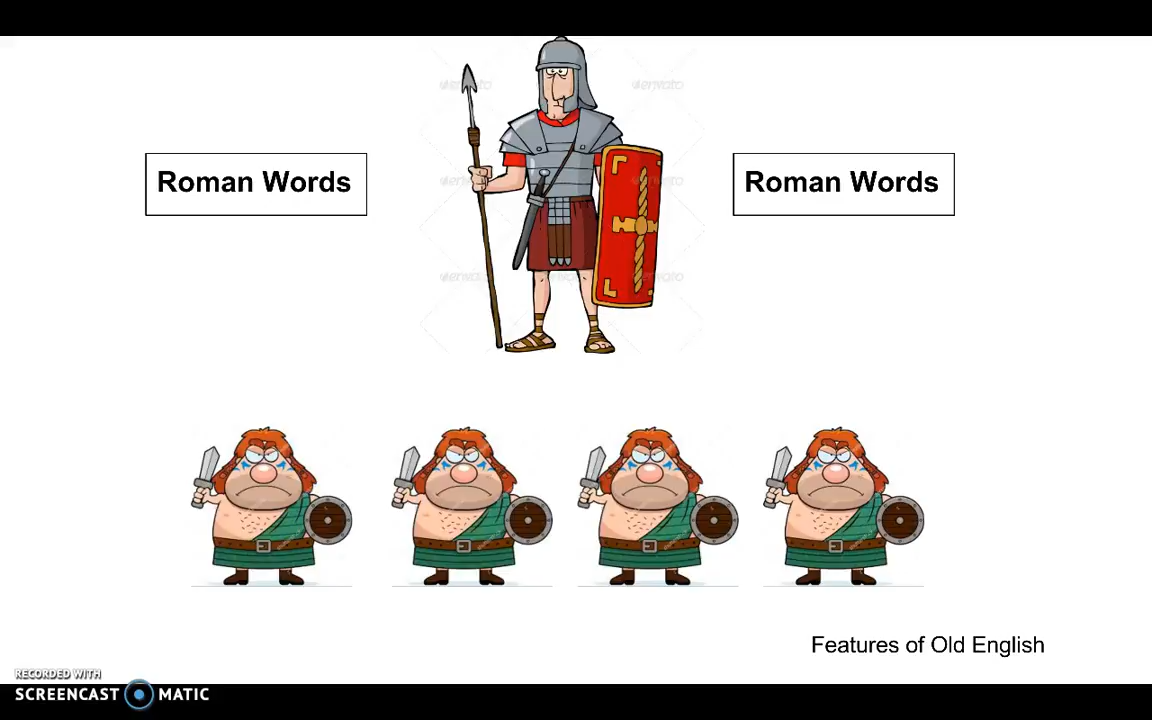 Roman Words
Roman Words
Features of Old English
RECORDED WITH
SCREENCAST MATIC